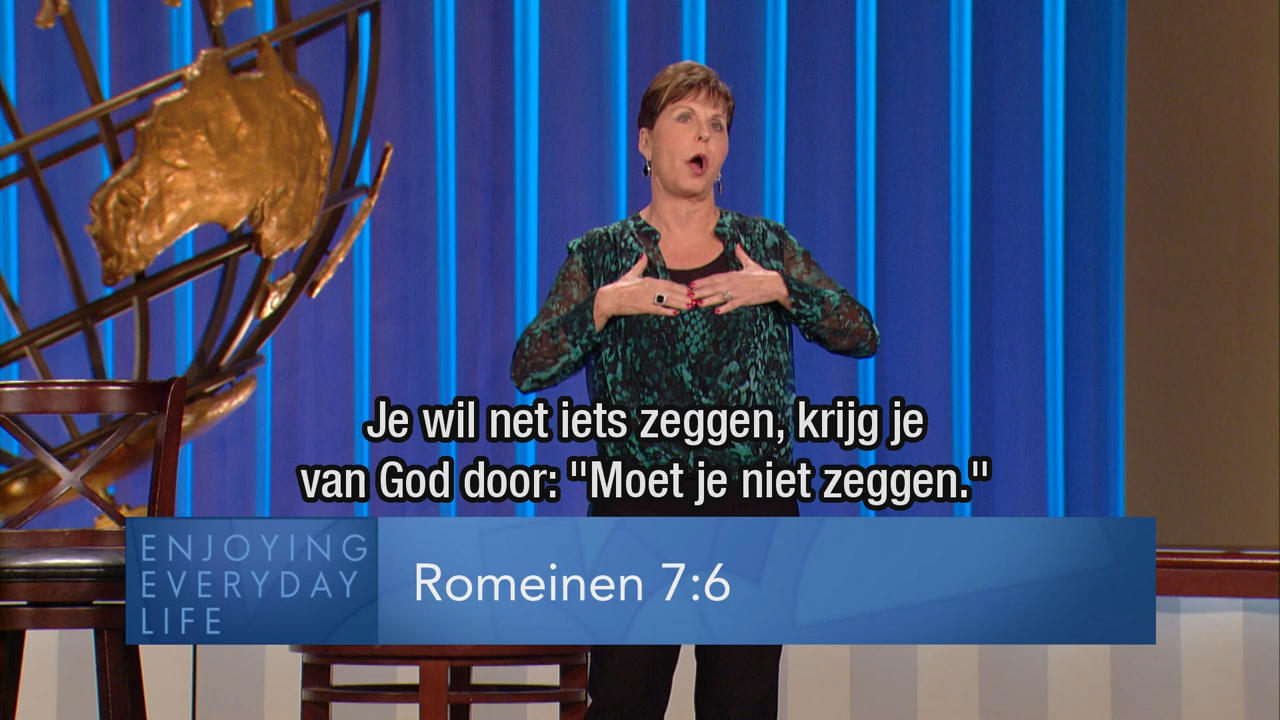 Je wil net iets zeggen, krijg je
van God door: "Moet je niet zeggen."
ENJOYING
EVERYDAY
LIFE
Romeinen 7:6